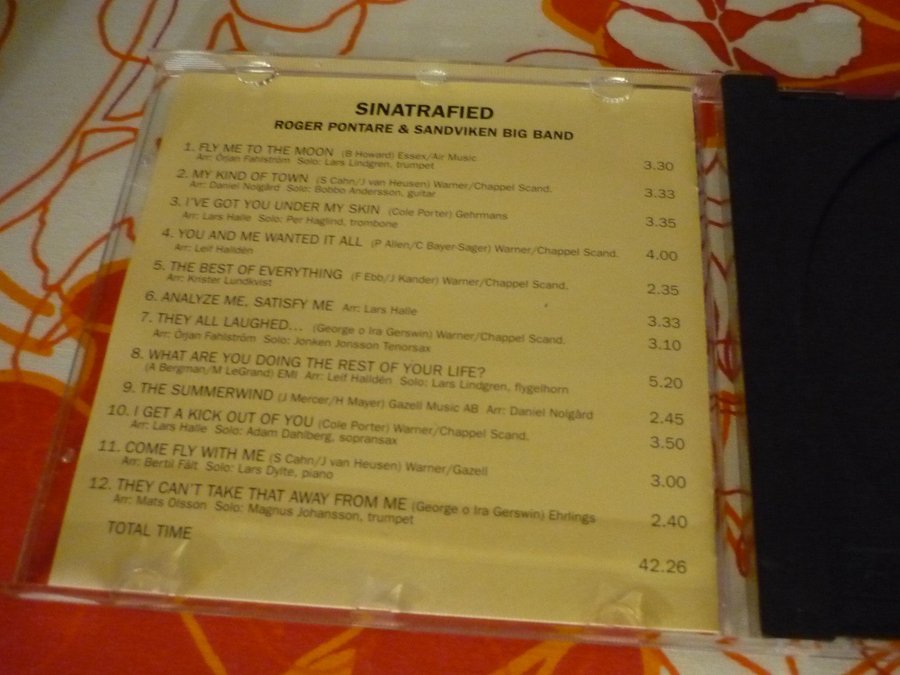 SINATRAFIED
ROGER PONTARE & SANDVIKEN BIG BAND
1. FLY ME TO THE MOON (B Howard) Essex/Air Music 3.30
Arr: Örjan Fahlström Solo: Lars Lindgren, trumpet
2. MY KIND OF TOWN (S Cahn/J van Heusen) Warner/Chappel Scand. 3.33
Arr: Daniel Nolgård Solo: Bobbo Andersson, guitar
3. I'VE GOT YOU UNDER MY SKIN (Cole Porter) Gehrmans 3.35
Arr: Lars Halle Solo: Per Haglind, trombone
4. YOU AND ME WANTED IT ALL (P Allen/C Bayer-Sager) Warner/Chappel Scand. 4.00
Arr: Leif Halldén
5. THE BEST OF EVERYTHING (F Ebb/J Kander) Warner/Chappel Scand. 2.35
Arr: Krister Lundkvist
6. ANALYZE ME, SATISFY ME Arr: Lars Halle 3.33
7. THEY ALL LAUGHED... (George o Ira Gerswin) Warner/Chappel Scand. 3.10
Arr: Örjan Fahlström Solo: Jonken Jonsson Tenorsax
8. WHAT ARE YOU DOING THE REST OF YOUR LIFE? 5.20
(A Bergman/M LeGrand) EMI Arr: Leif Halldén Solo: Lars Lindgren, flygelhorn
9. THE SUMMERWIND (J Mercer/H Mayer) Gazell Music AB Arr: Daniel Nolgård 2.45
10. I GET A KICK OUT OF YOU (Cole Porter) Warner/Chappel Scand. 3.50
Arr: Lars Halle Solo: Adam Dahlberg, sopransax
11. COME FLY WITH ME (S Cahn/J van Heusen) Warner/Gazell 3.00
Arr: Bertil Fält Solo: Lars Dylte, piano
12. THEY CAN'T TAKE THAT AWAY FROM ME (George o Ira Gerswin) Ehrlings 2.40
Arr: Mats Olsson Solo: Magnus Johansson, trumpet
TOTAL TIME 42.26